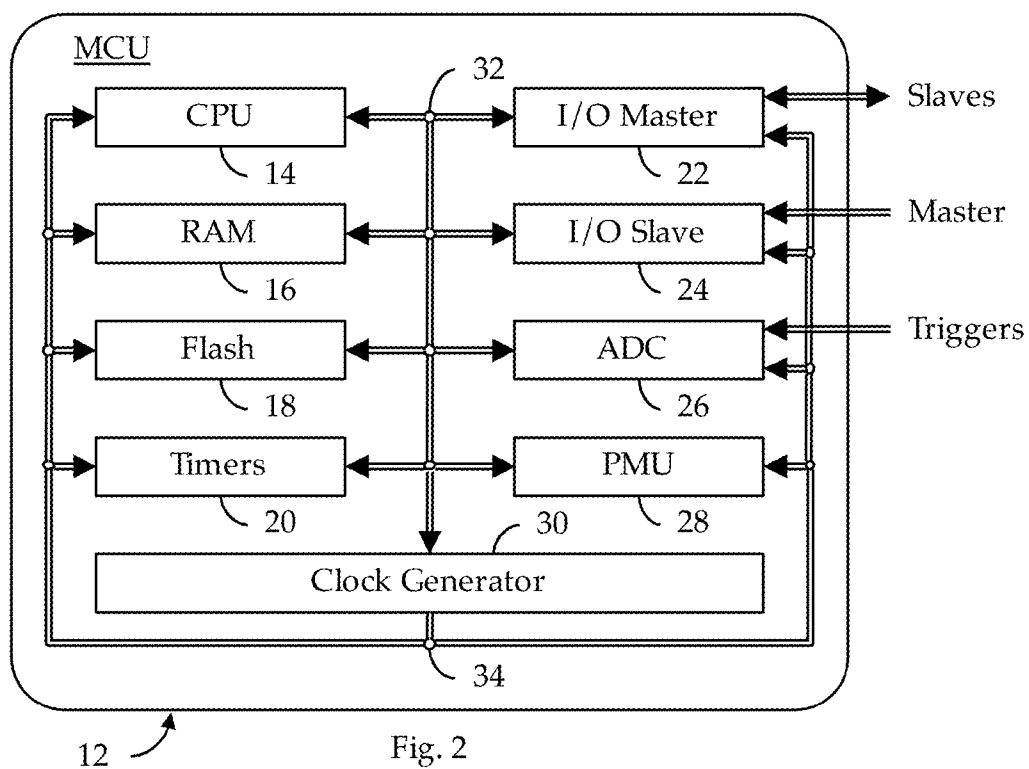 MCU
32
CPU
I/O Master
Slaves
14
22
RAM
I/O Slave
Master
16
24
Flash
ADC
Triggers
18
26
Timers
PMU
20
30
28
Clock Generator
34
12
Fig. 2